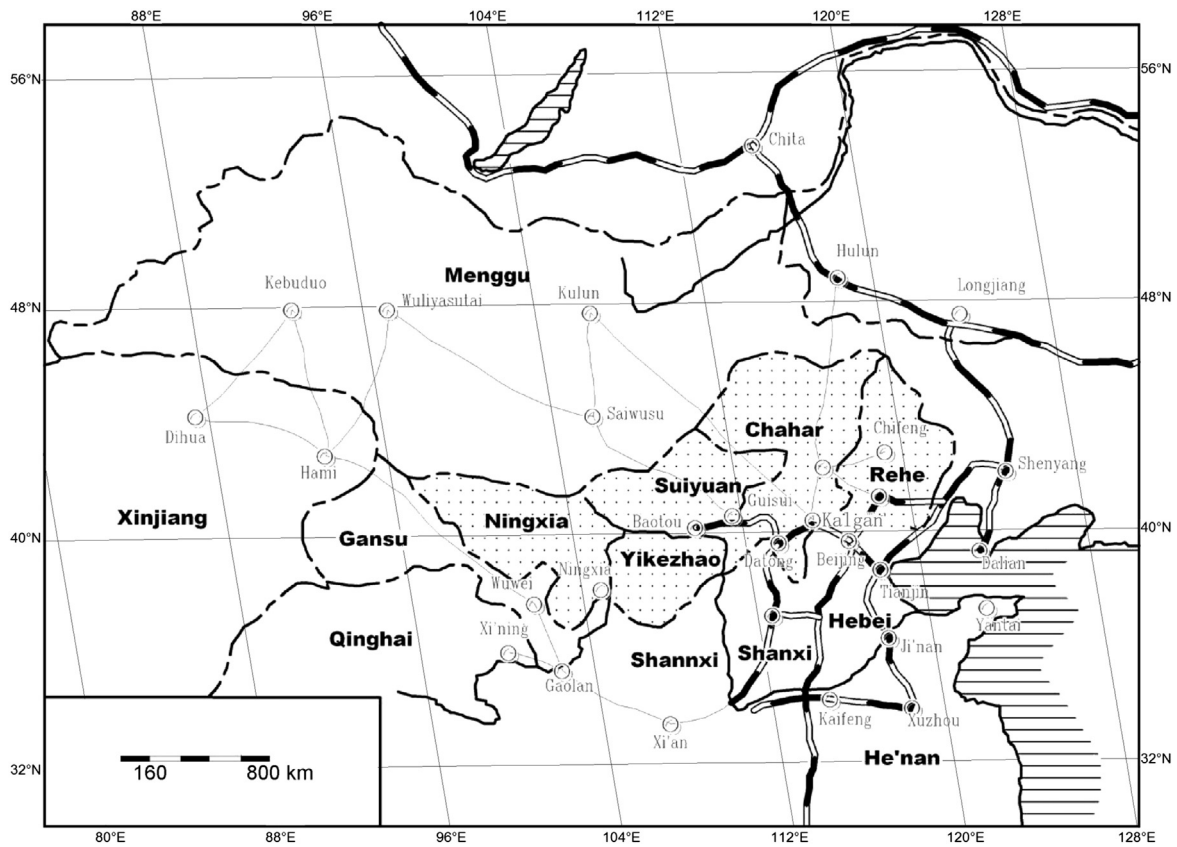 88°E
96°E
104°E
112°E
120°E
128°E
56°N
56°N
Chita
Hulun
Menggu
Kebuduo
Longjiang
Wuliyasutai
Kulun
48°N
48°N
Saiwusu
Dihua
Chahar
Chifeng
Hami
Rehe
Shenyang
Suiyuan
Guisui
Xinjiang
Ningxia
Baotou
Kalgan
40°N
40°N
Gansu
Yikezhao
Datong
Beijing
Dalian
Wuwei
Ningxia
Tianjin
Hebei
Yantai
Qinghai
Xi'ning
Shannxi
Shanxi
Ji'nan
Gaolan
Kaifeng
Xuzhou
Xi'an
He'nan
32°N
32°N
160
800 km
80°E
88°E
96°E
104°E
112°E
120°E
128°E